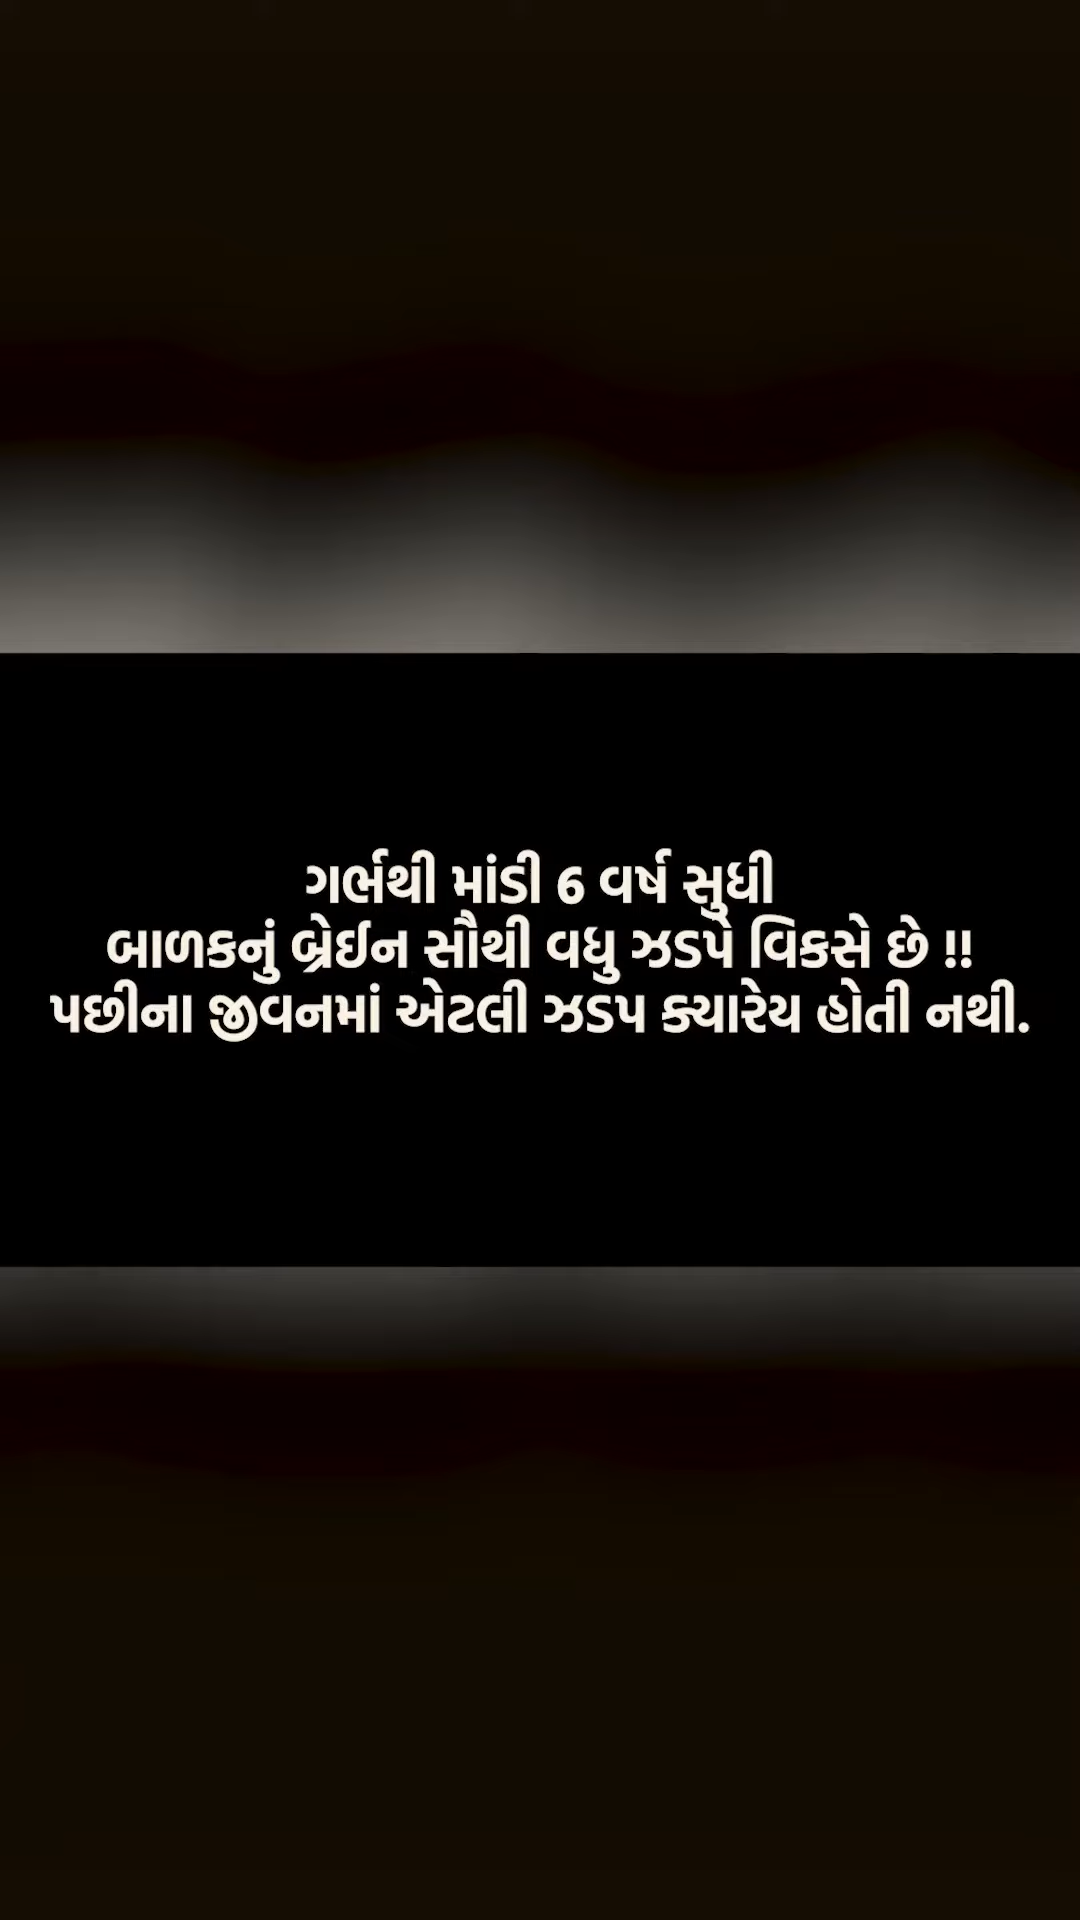 ગર્ભથી માંડી 6 વર્ષ સુધી
બાળકનું બ્રેઈન સૌથી વધુ ઝડપે વિકસે છે !!
પછીના જીવનમાં એટલી ઝડપ ક્યારેય હોતી નથી.